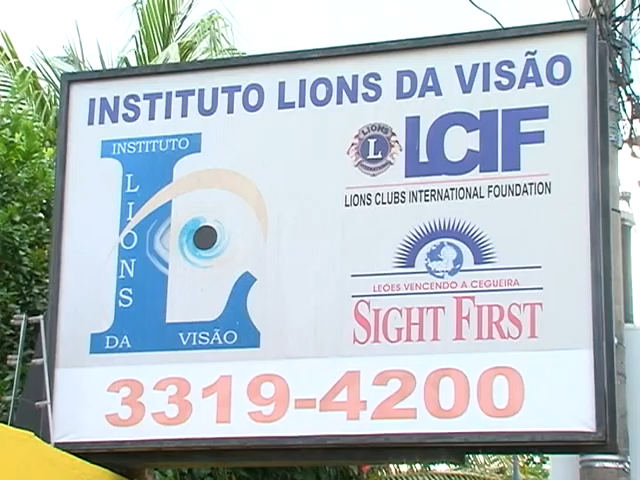 INSTITUTO LIONS DA VISÃO
INSTITUTO
LIONS
DA VISÃO
LIONS
L
LCIF
LIONS CLUBS INTERNATIONAL FOUNDATION
LEÕES VENCENDO A CEGUEIRA
SIGHT FIRST
3319-4200